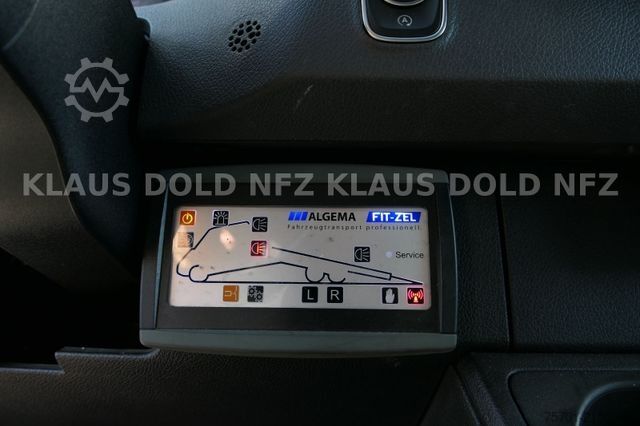 A
KLAUS DOLD NFZ KLAUS DOLD NFZ
ALGEMA FIT-ZEL
Fahrzeugtransport professionell.
Service
L R